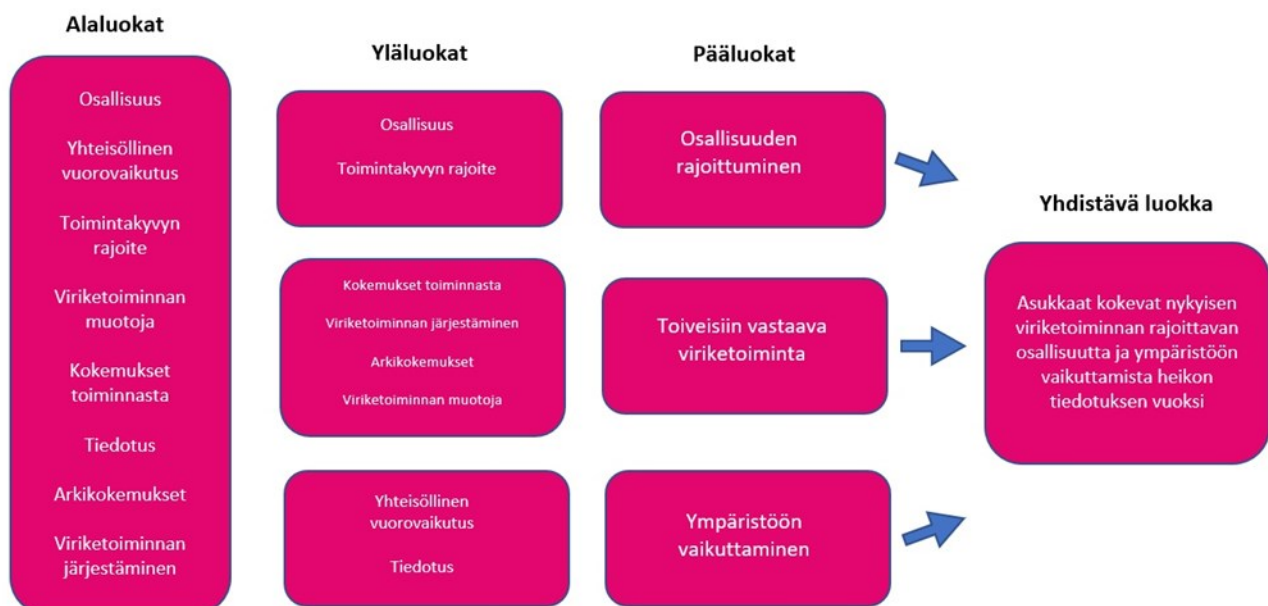 Alaluokat
Osallisuus
Yhteisöllinen
vuorovaikutus
Toimintakyvyn
rajoite
Viriketoiminnan
muotoja
Kokemukset
toiminnasta
Tiedotus
Arkikokemukset
Viriketoiminnan
järjestäminen
Yläluokat
Osallisuus
Toimintakyvyn rajoite
Kokemukset toiminnasta
Viriketoiminnan järjestäminen
Arkikokemukset
Viriketoiminnan muotoja
Yhteisöllinen
vuorovaikutus
Tiedotus
Pääluokat
Osallisuuden
rajoittuminen
Toiveisiin vastaava
viriketoiminta
Ympäristöön
vaikuttaminen
Yhdistävä luokka
Asukkaat kokevat nykyisen
viriketoiminnan rajoittavan
osallisuutta ja ympäristöön
vaikuttamista heikon
tiedotuksen vuoksi